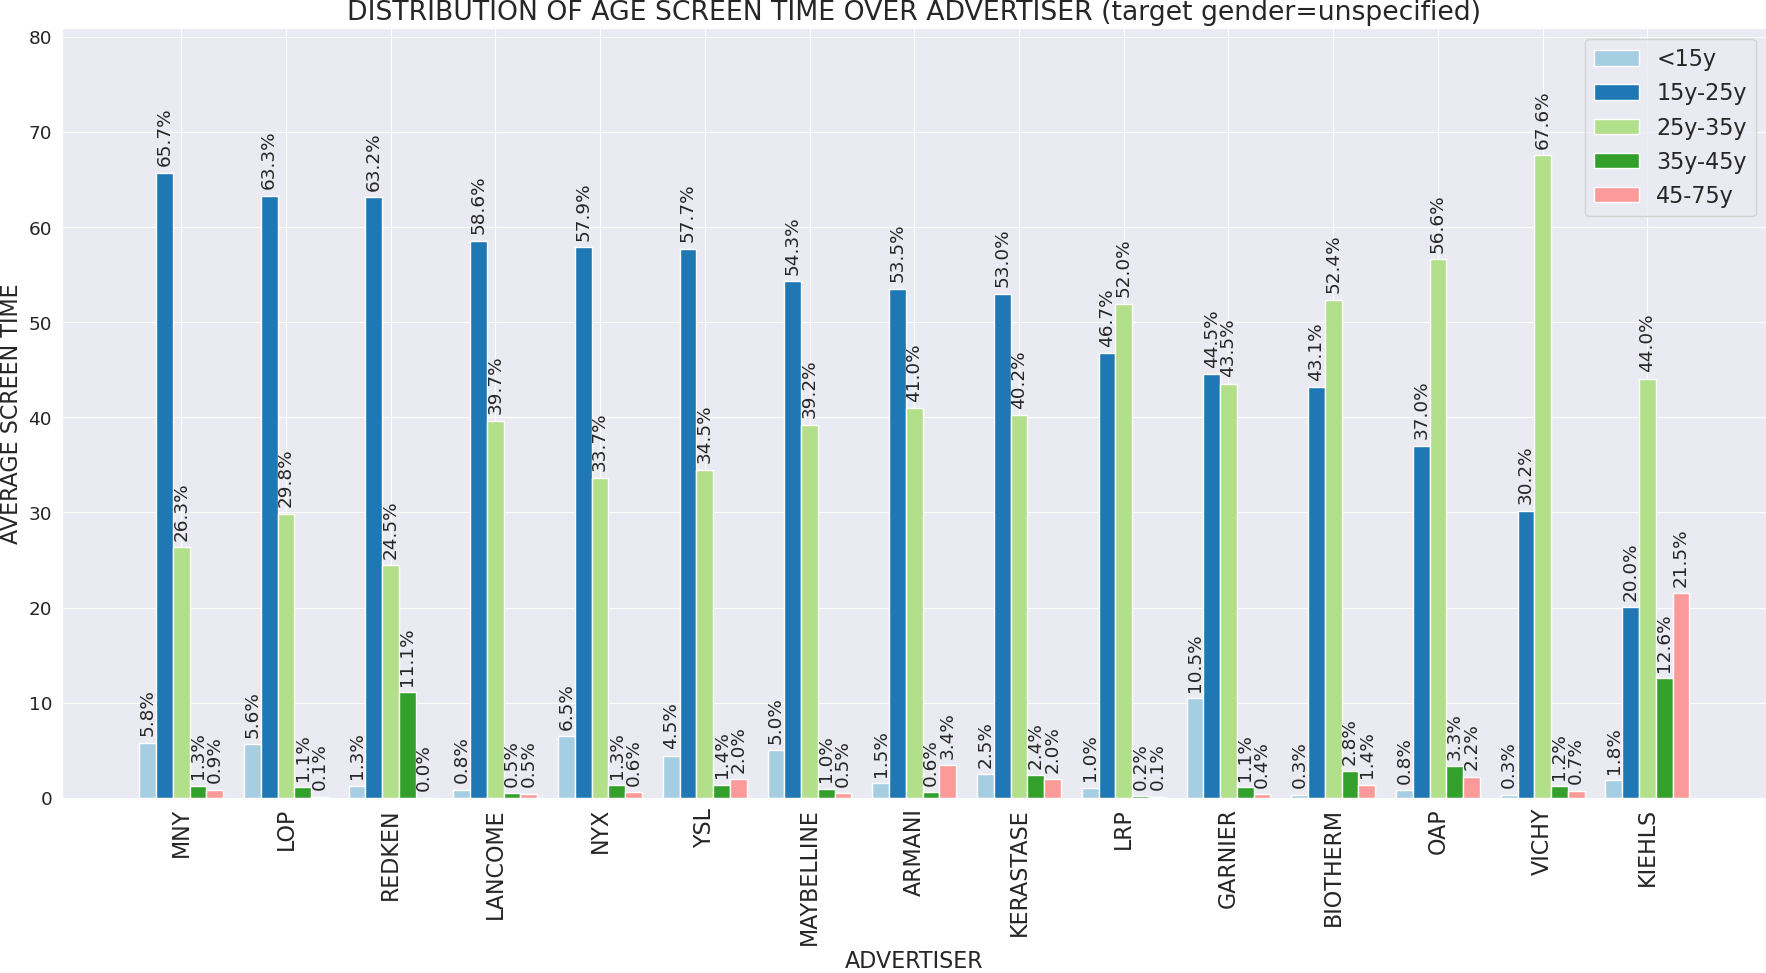 DISTRIBUTION OF AGE SCREEN TIME OVER ADVERTISER (target gender=unspecified)
AVERAGE SCREEN TIME
80
70
60
50
40
30
20
10
0
<15y
15y-25y
25y-35y
35y-45y
45-75y
5.8% 65.7% 26.3% 1.3% 0.9%
5.6% 63.3% 29.8% 1.1% 0.1%
1.3% 63.2% 24.5% 11.1% 0.0%
0.8% 58.6% 39.7% 0.5% 0.5%
6.5% 57.9% 33.7% 1.3% 0.6%
4.5% 57.7% 34.5% 1.4% 2.0%
5.0% 54.3% 39.2% 1.0% 0.5%
1.5% 53.5% 41.0% 0.6% 3.4%
2.5% 53.0% 40.2% 2.4% 2.0%
1.0% 46.7% 52.0% 0.2% 0.1%
10.5% 44.5% 43.5% 1.1% 0.4%
0.3% 43.1% 52.4% 2.8% 1.4%
0.8% 37.0% 56.6% 3.3% 2.2%
0.3% 30.2% 67.6% 1.2% 0.7%
1.8% 20.0% 44.0% 12.6% 21.5%
MNY
LOP
REDKEN
LANCOME
NYX
YSL
MAYBELLINE
ARMANI
KERASTASE
LRP
GARNIER
BIOTHERM
OAP
VICHY
KIEHLS
ADVERTISER